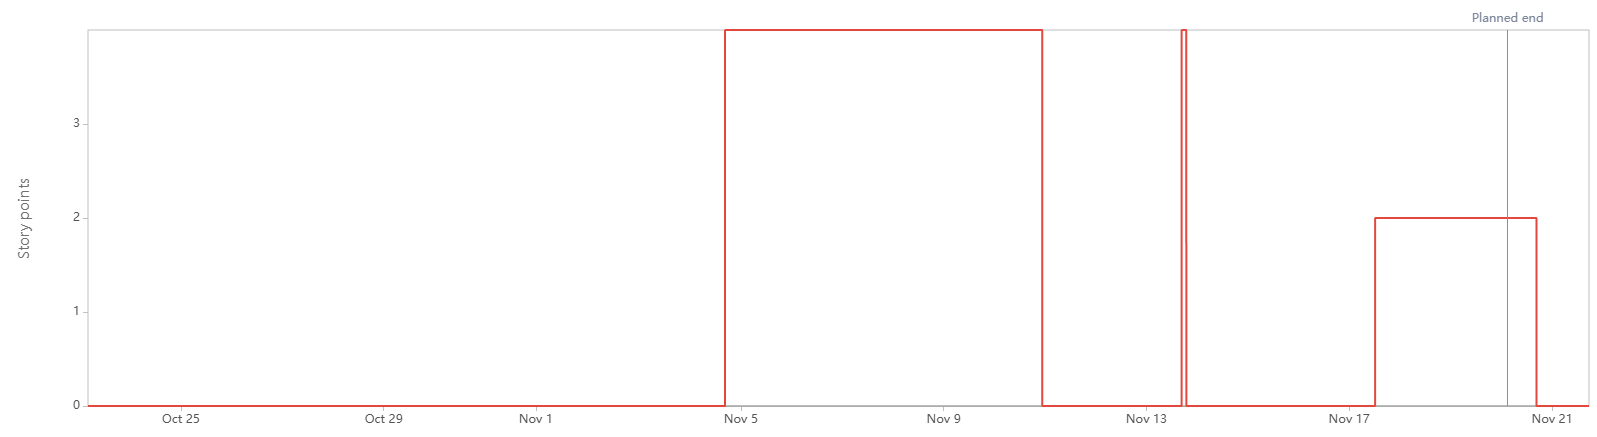 Planned end
Story points
3
2
1
0
Oct 25
Oct 29
Nov 1
Nov 5
Nov 9
Nov 13
Nov 17
Nov 21